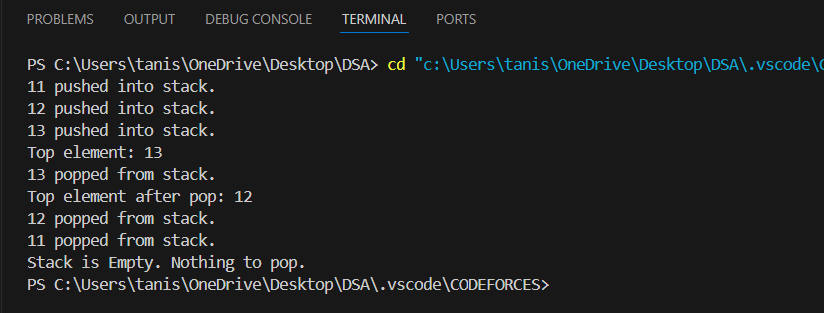 PROBLEMS OUTPUT DEBUG CONSOLE TERMINAL PORTS
PS C:\Users\tanis\OneDrive\Desktop\DSA> cd "c:\Users\tanis\OneDrive\Desktop\DSA\.vscode\
11 pushed into stack.
12 pushed into stack.
13 pushed into stack.
Top element: 13
13 popped from stack.
Top element after pop: 12
12 popped from stack.
11 popped from stack.
Stack is Empty. Nothing to pop.
PS C:\Users\tanis\OneDrive\Desktop\DSA\.vscode\CODEFORCES>